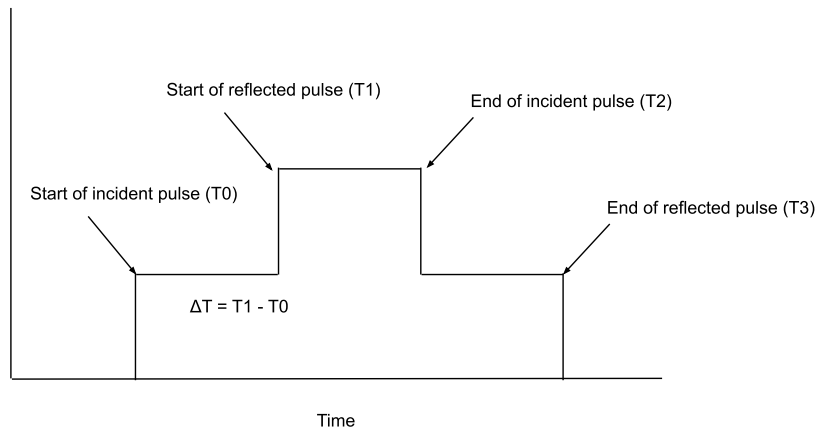 Start of reflected pulse (T1)
End of incident pulse (T2)
Start of incident pulse (T0)
End of reflected pulse (T3)
ΔT = T1 - T0
Time